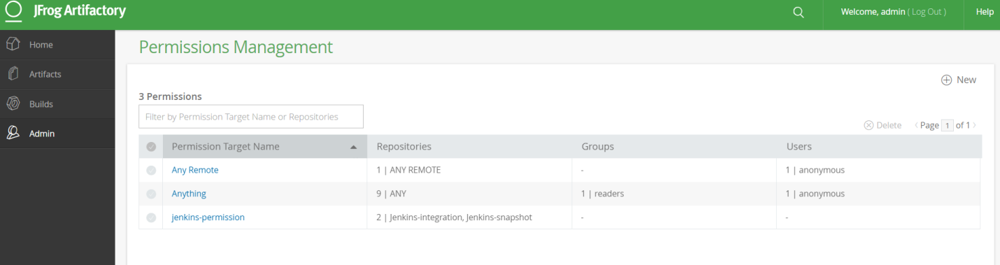 JFrog Artifactory
Welcome, admin ( Log Out )
Help
Home
Artifacts
Builds
Admin
Permissions Management
New
3 Permissions
Filter by Permission Target Name or Repositories
Delete
Page 1 of 1
Permission Target Name Repositories Groups Users
Any Remote 1 | ANY REMOTE - 1 | anonymous
Anything 9 | ANY 1 | readers 1 | anonymous
jenkins-permission 2 | Jenkins-integration, Jenkins-snapshot - -